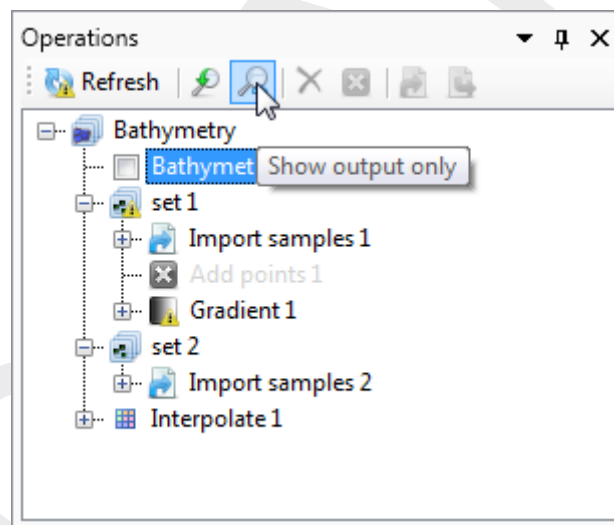 Operations
Refresh
Bathymetry
Bathymet Show output only
set 1
Import samples 1
Add points 1
Gradient 1
set 2
Import samples 2
Interpolate 1